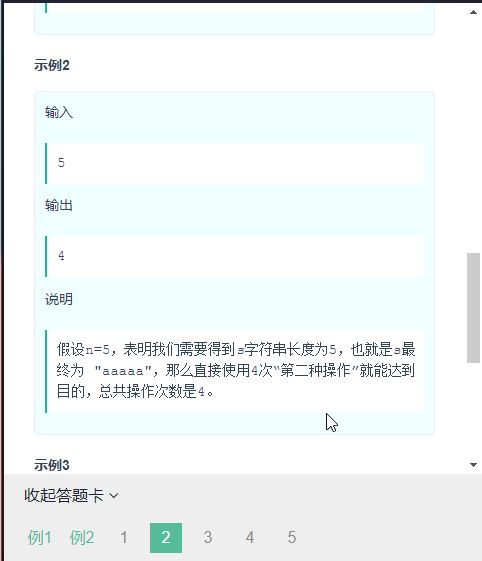 示例2
输入
5
输出
4
说明
假设n=5，表明我们需要得到s字符串长度为5，也就是s最
终为 "aaaaa"，那么直接使用4次“第二种操作”就能达到
目的，总共操作次数是4。
示例3
收起答题卡
例1 例2 1 2 3 4 5